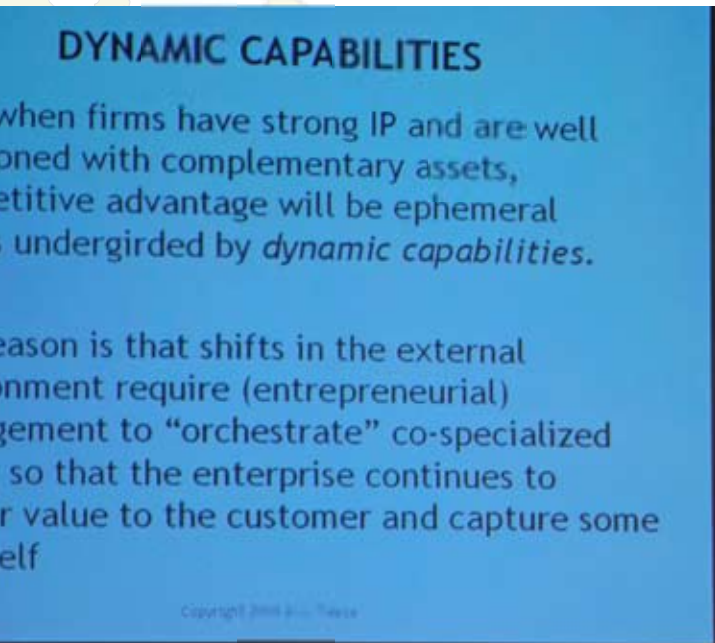 DYNAMIC CAPABILITIES
when firms have strong IP and are well
oned with complementary assets,
etitive advantage will be ephemeral
undergirded by dynamic capabilities.
eason is that shifts in the external
onment require (entrepreneurial)
gement to “orchestrate” co-specialized
so that the enterprise continues to
r value to the customer and capture some
elf
Copyright